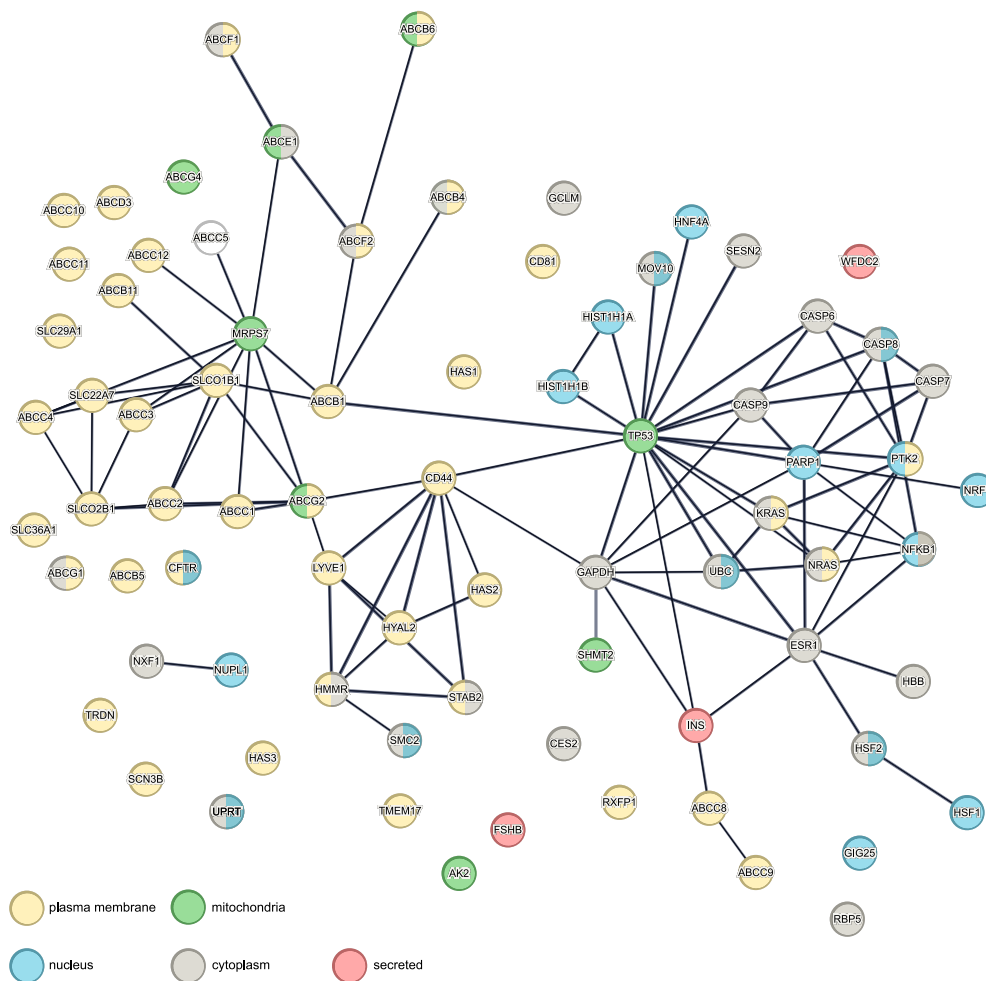 ABCF1
ABCB6
ABCE1
ABCG4
ABCC10
ABCD3
ABCB4
GCLM
HNF4A
ABCC5
ABCF2
SESN2
ABCC12
ABCC11
CD81
MOV10
WFDC2
ABCB11
SLC29A1
MRPS7
HIST1H1A
CASP6
CASP8
HAS1
SLCO1B1
HIST1H1B
CASP7
SLC22A7
ABCB1
CASP9
ABCC4
ABCC3
TP53
PARP1
PTK2
CD44
NRF
ABCG2
SLCO2B1
ABCC2
ABCC1
KRAS
SLC36A1
NFKB1
ABCG1
ABCB5
CFTR
LYVE1
HAS2
GAPDH
UBC
NRAS
HYAL2
NXF1
NUPL1
SHMT2
ESR1
HBB
HMMR
STAB2
TRDN
INS
SMC2
CES2
HSF2
HAS3
SCN3B
UPRT
TMEM17
RXFP1
ABCC8
HSF1
FSHB
GIG25
AK2
ABCC9
plasma membrane
mitochondria
RBP5
nucleus
cytoplasm
secreted